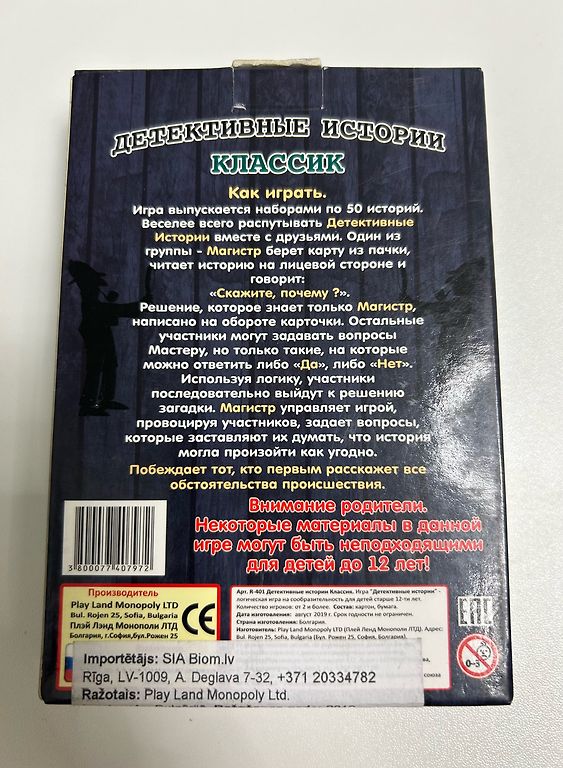 ДЕТЕКТИВНЫЕ ИСТОРИИ
КЛАССИК
Как играть.
Игра выпускается наборами по 50 историй.
Веселее всего распутывать Детективные
Истории вместе с друзьями. Один из
группы - Магистр берет карту из пачки,
читает историю на лицевой стороне и
говорит:
«Скажите, почему ?».
Решение, которое знает только Магистр,
написано на обороте карточки. Остальные
участники могут задавать вопросы
Мастеру, но только такие, на которые
можно ответить либо «Да», либо «Нет».
Используя логику, участники
последовательно выйдут к решению
загадки. Магистр управляет игрой,
провоцируя участников, задает вопросы,
которые заставляют их думать, что история
могла произойти как угодно.
Побеждает тот, кто первым расскажет все
обстоятельства происшествия.
Внимание родители.
Некоторые материалы в данной
игре могут быть неподходящими
для детей до 12 лет!
3 800077 407972
Производител:
Play Land Monopoly LTD
Bul. Rojen 25, Sofia, Bulgaria
Плэй Лэнд Монополи ЛТД
Болгария, г.София,бул.Рожен 25
CE
Арт. R-401 Детективные истории Классик. Игра "Детективные истории" -
логическая игра на сообразительность для детей старше 12-ти лет.
Количество игроков: от 2 и более. Состав: картон, бумага.
Дата изготовления: август 2019 г. Срок годности не ограничен.
Страна изготовления: Болгария.
Изготовитель: Play Land Monopoly LTD (Плей Ленд Монополи ЛТД). Адрес:
Bul. Rojen 25, Sofia, Bulgaria (Бул. Рожен 25, София, Болгария).
EAC
0-3
союза
Importētājs: SIA Biom.lv
Rīga, LV-1009, A. Deglava 7-32, +371 20334782
Ražotais: Play Land Monopoly Ltd.